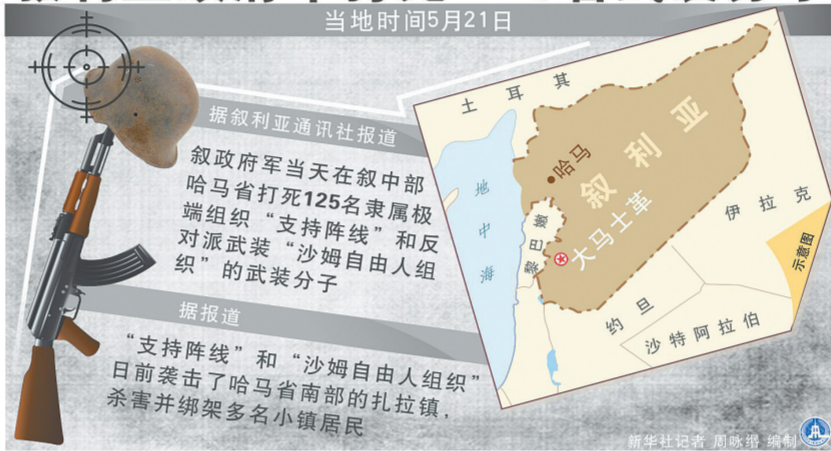 当地时间5月21日
据叙利亚通讯社报道
叙政府军当天在叙中部
哈马省打死125名隶属极
端组织“支持阵线”和反
对派武装“沙姆自由人组
织”的武装分子
据报道
“支持阵线”和“沙姆自由人组织”
日前袭击了哈马省南部的扎拉镇，
杀害并绑架多名小镇居民
土耳其
哈马
叙利亚
地中海
黎巴嫩
大马士革
伊拉克
约旦
沙特阿拉伯
示意图
新华社记者 周咏缗 编制